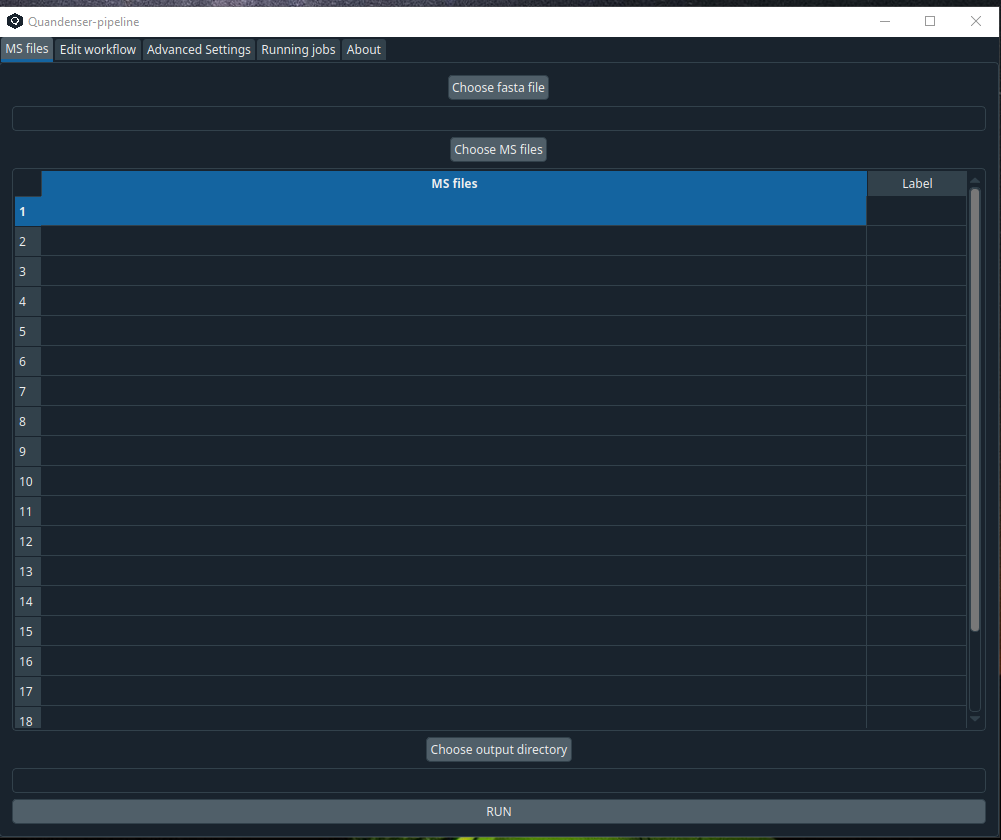 Quandenser-pipeline
MS files Edit workflow Advanced Settings Running jobs About
Choose fasta file
Choose MS files
MS files Label
1
2
3
4
5
6
7
8
9
10
11
12
13
14
15
16
17
18
Choose output directory
RUN